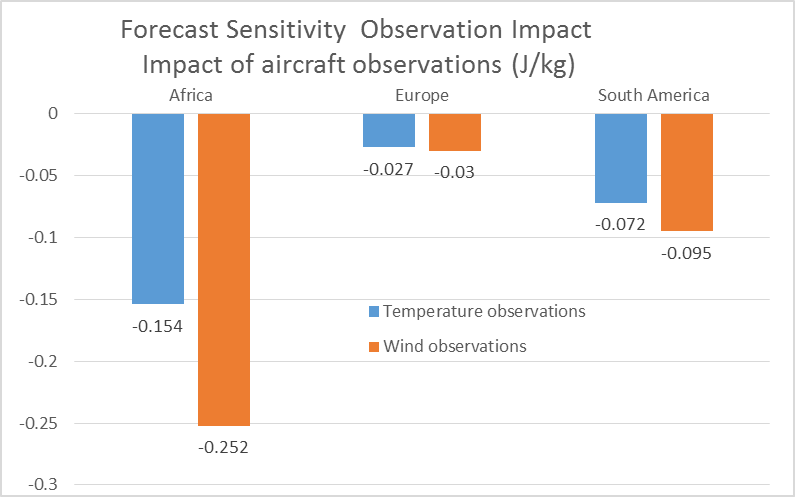 Forecast Sensitivity  Observation Impact
Impact of aircraft observations (J/kg)
Africa
Europe
South America
0
-0.05
-0.1
-0.15
-0.2
-0.25
-0.3
-0.154
-0.252
-0.027
-0.03
-0.072
-0.095
Temperature observations
Wind observations